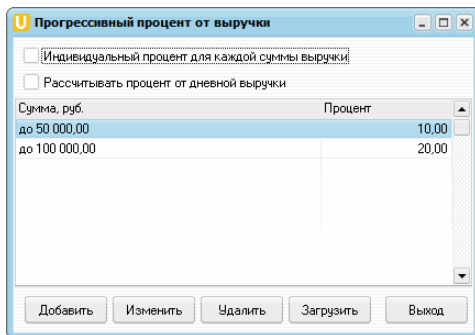 Прогрессивный процент от выручки
Индивидуальный процент для каждой суммы выручки
Рассчитывать процент от дневной выручки
Сумма, руб. Процент
до 50 000,00 10,00
до 100 000,00 20,00
Добавить Изменить Удалить Загрузить Выход